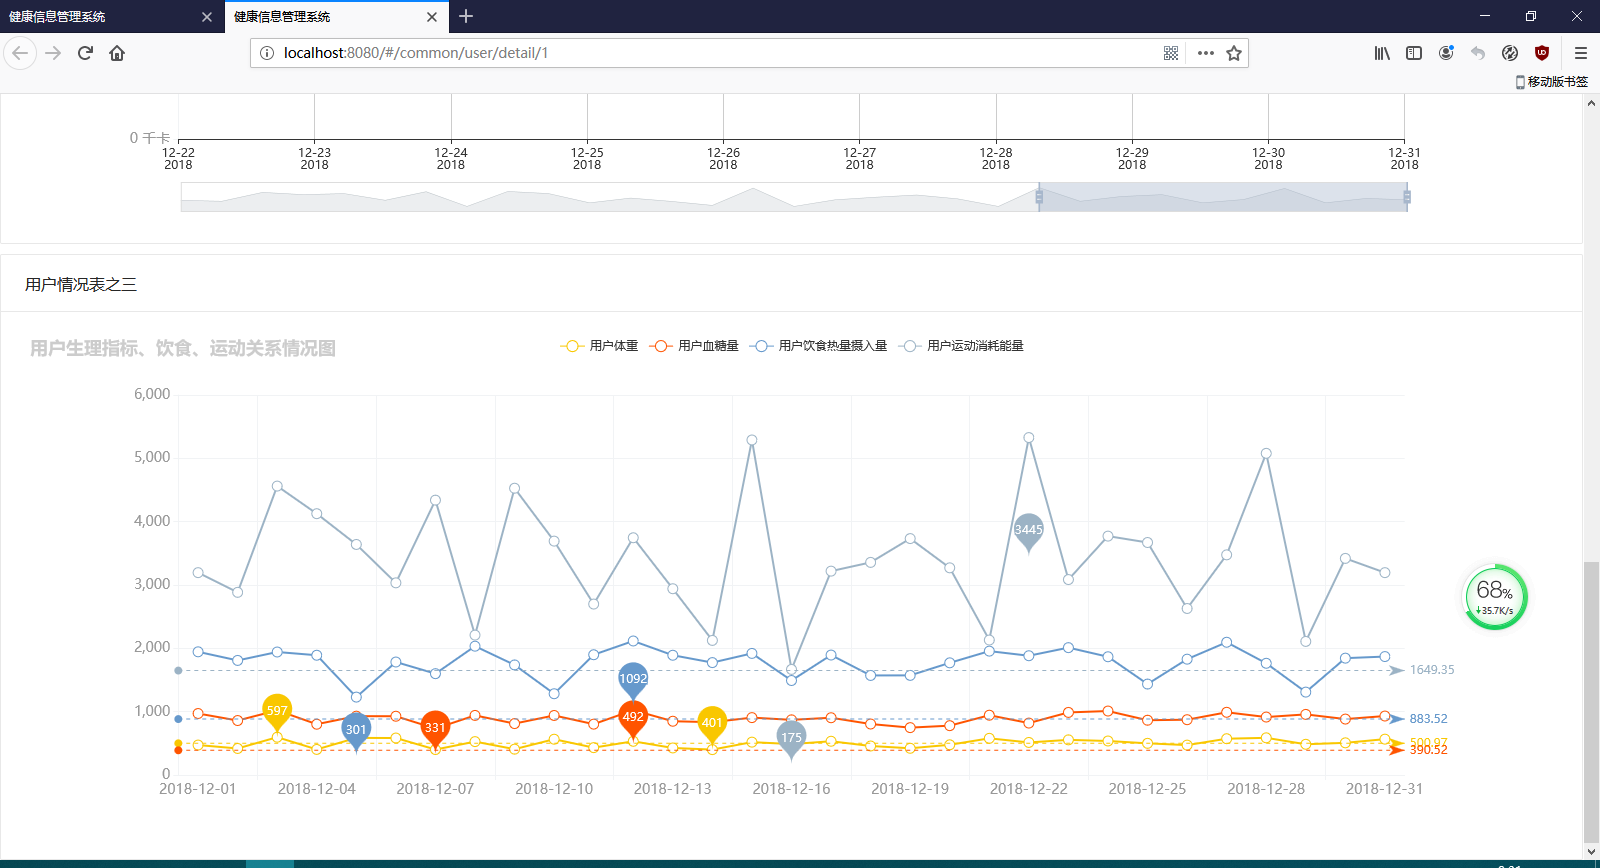 健康信息管理系统
健康信息管理系统
localhost:8080/#/common/user/detail/1
移动版书签
0 千卡
12-22 12-23 12-24 12-25 12-26 12-27 12-28 12-29 12-30 12-31
2018 2018 2018 2018 2018 2018 2018 2018 2018 2018
用户情况表之三
用户生理指标、饮食、运动关系情况图
用户体重 用户血糖量 用户饮食热量摄入量 用户运动消耗能量
6,000
5,000
4,000
3445
3,000
68%
35.7K/s
2,000
1649.35
1092
1,000
597 301 331 492 401 175
883.52
500.97
390.52
0
2018-12-01 2018-12-04 2018-12-07 2018-12-10 2018-12-13 2018-12-16 2018-12-19 2018-12-22 2018-12-25 2018-12-28 2018-12-31